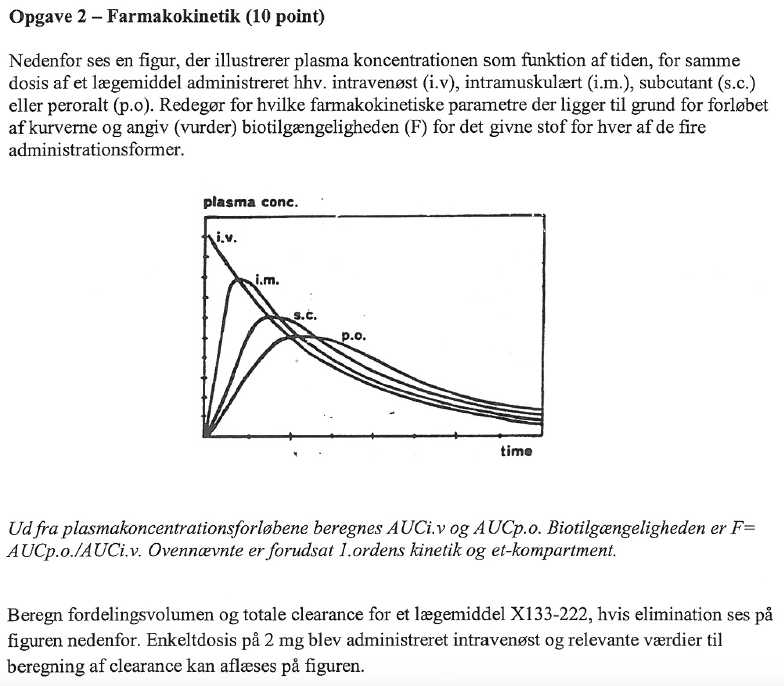 Opgave 2 – Farmakokinetik (10 point)
Nedenfor ses en figur, der illustrerer plasma koncentrationen som funktion af tiden, for samme
dosis af et lægemiddel administreret hhv. intravenøst (i.v), intramuskulært (i.m.), subcutant (s.c.)
eller peroralt (p.o). Redegør for hvilke farmakokinetiske parametre der ligger til grund for forløbet
af kurverne og angiv (vurder) biotilgængeligheden (F) for det givne stof for hver af de fire
administrationsformer.
plasma conc.
i.v.
i.m.
s.c.
p.o.
time
Ud fra plasmakoncentrationsforløbene beregnes AUCi.v og AUCp.o. Biotilgængeligheden er F=
AUCp.o./AUCi.v. Ovennævnte er forudsat 1.ordens kinetik og et-kompartment.
Beregn fordelingsvolumen og totale clearance for et lægemiddel X133-222, hvis elimination ses på
figuren nedenfor. Enkeltdosis på 2 mg blev administreret intravenøst og relevante værdier til
beregning af clearance kan aflæses på figuren.